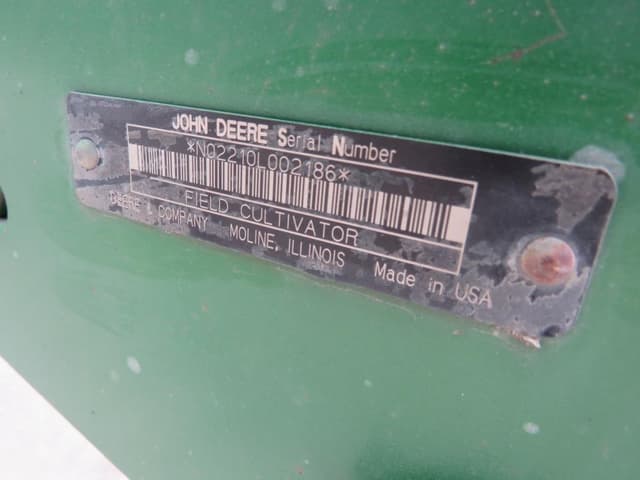 JOHN DEERE Serial Number
*N02210L002186*
FIELD CULTIVATOR
DEERE & COMPANY MOLINE, ILLINOIS Made in USA